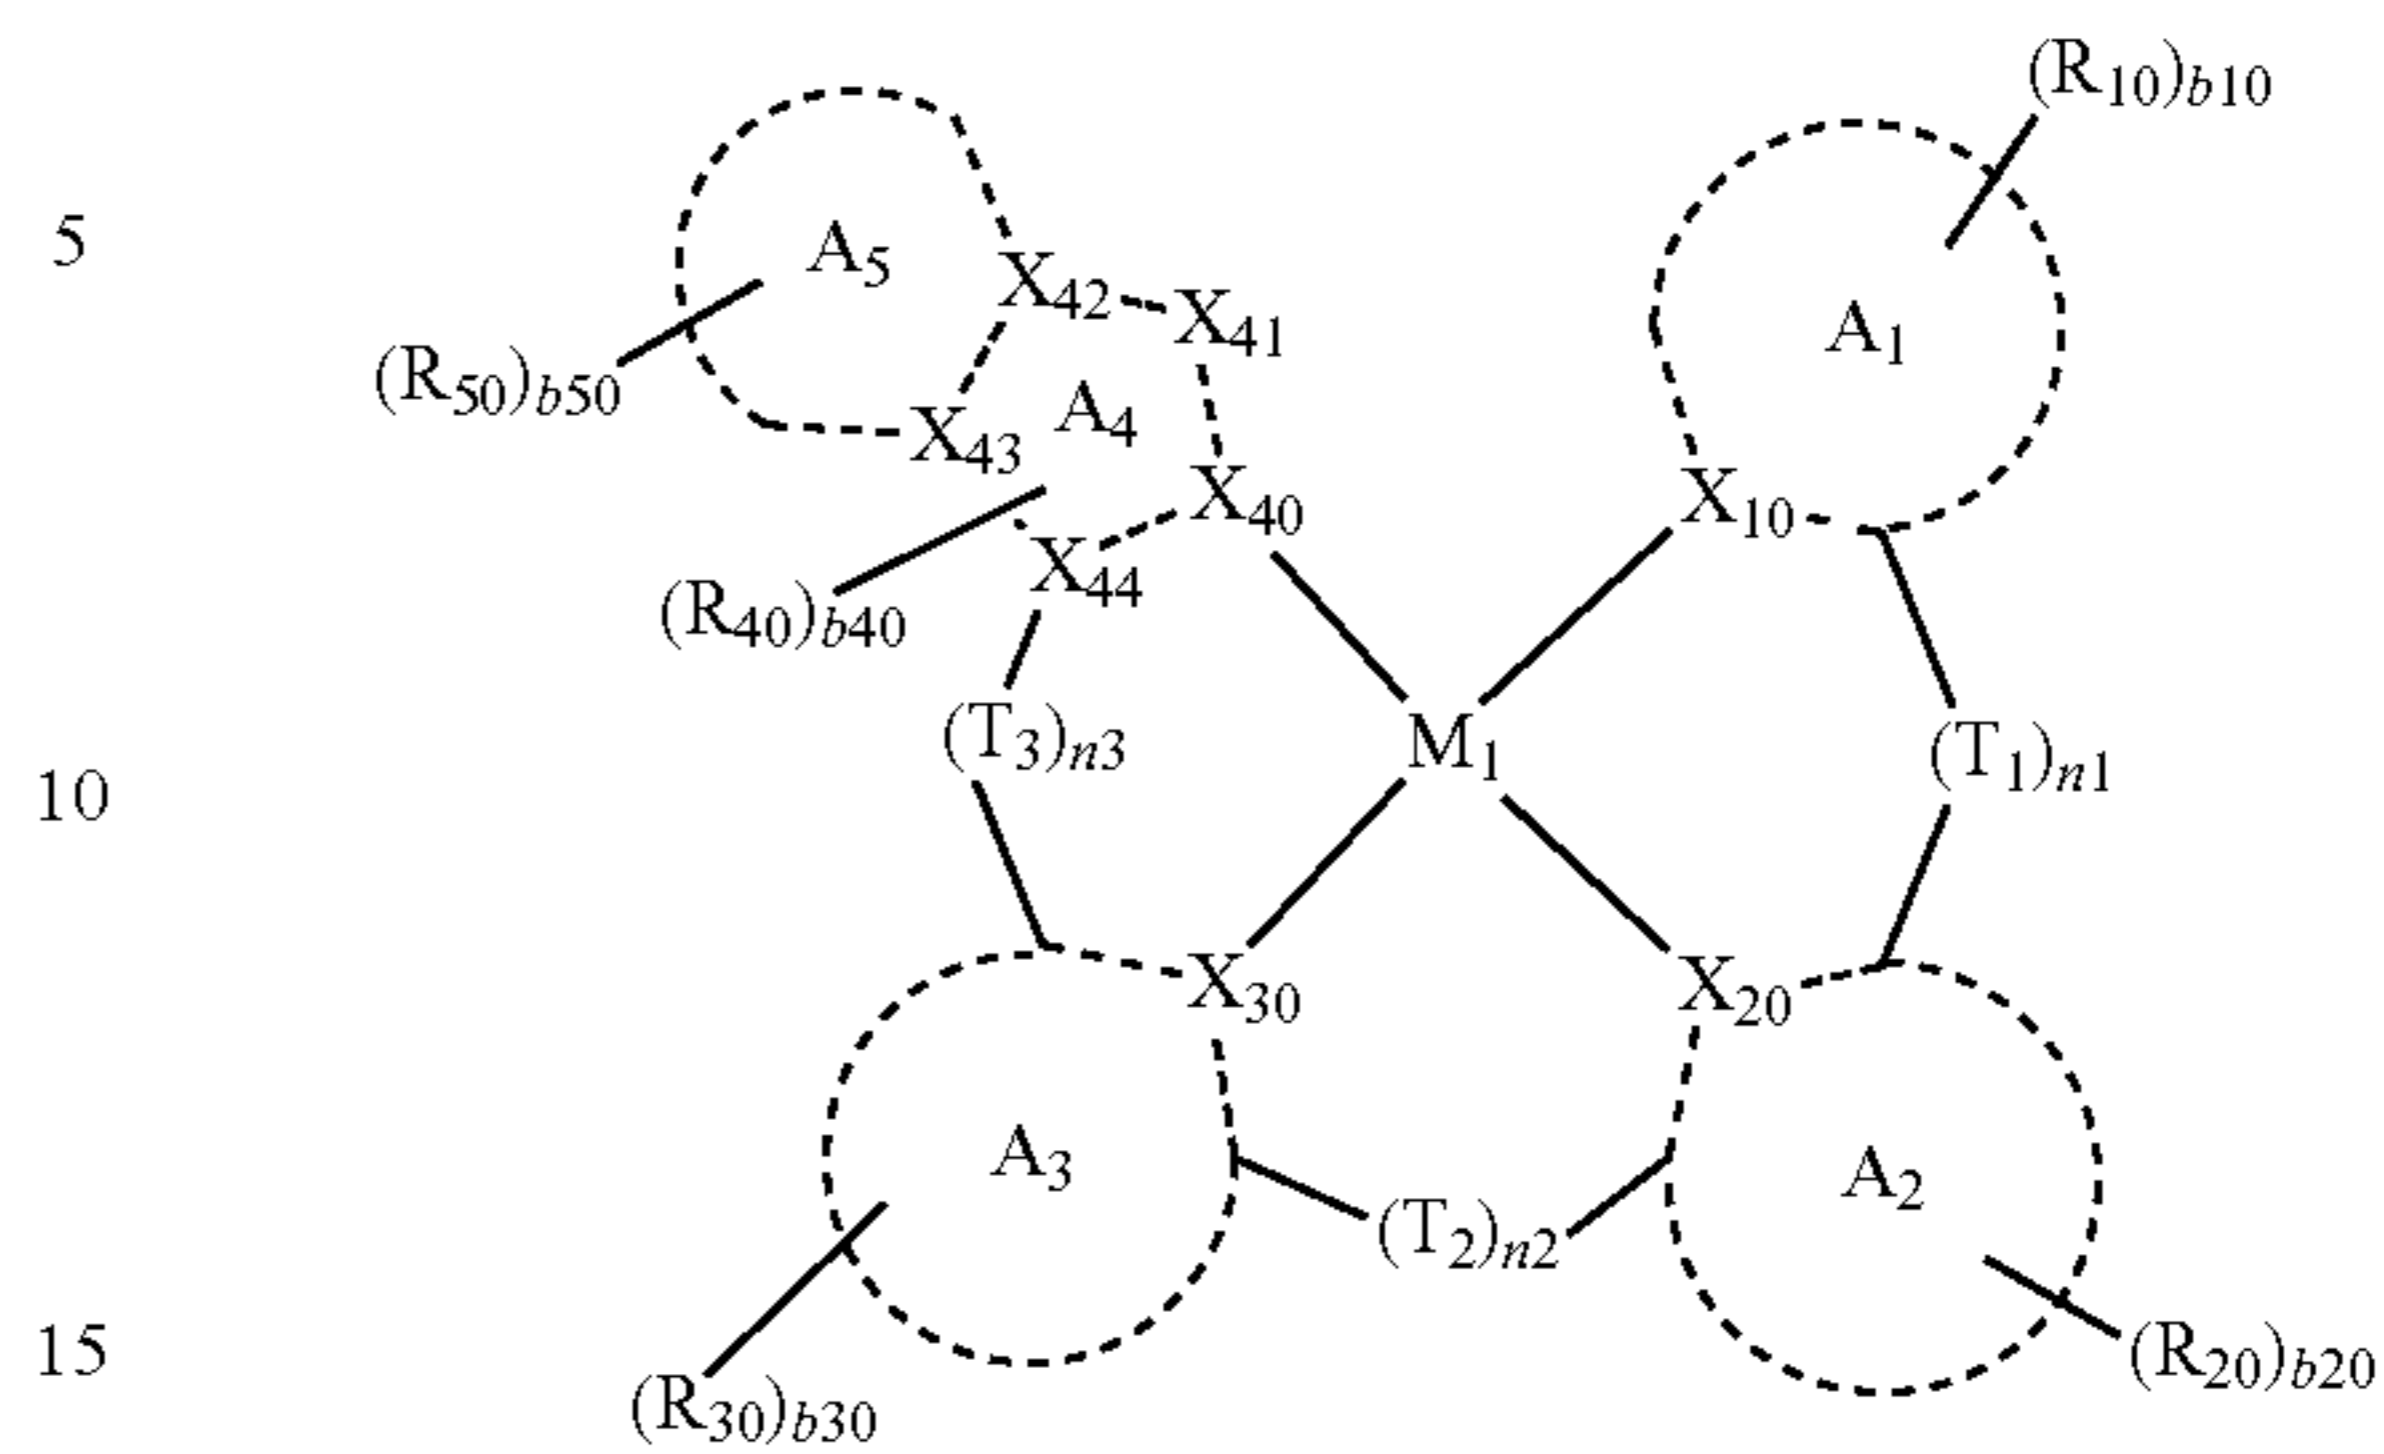 (R10)b10
5
A5
X42
X41
A1
(R50)b50
X43
A4
X40
X10
X44
(R40)b40
(T3)n3
M1
(T1)n1
10
X30
X20
A3
A2
(T2)n2
15
(R30)b30
(R20)b20